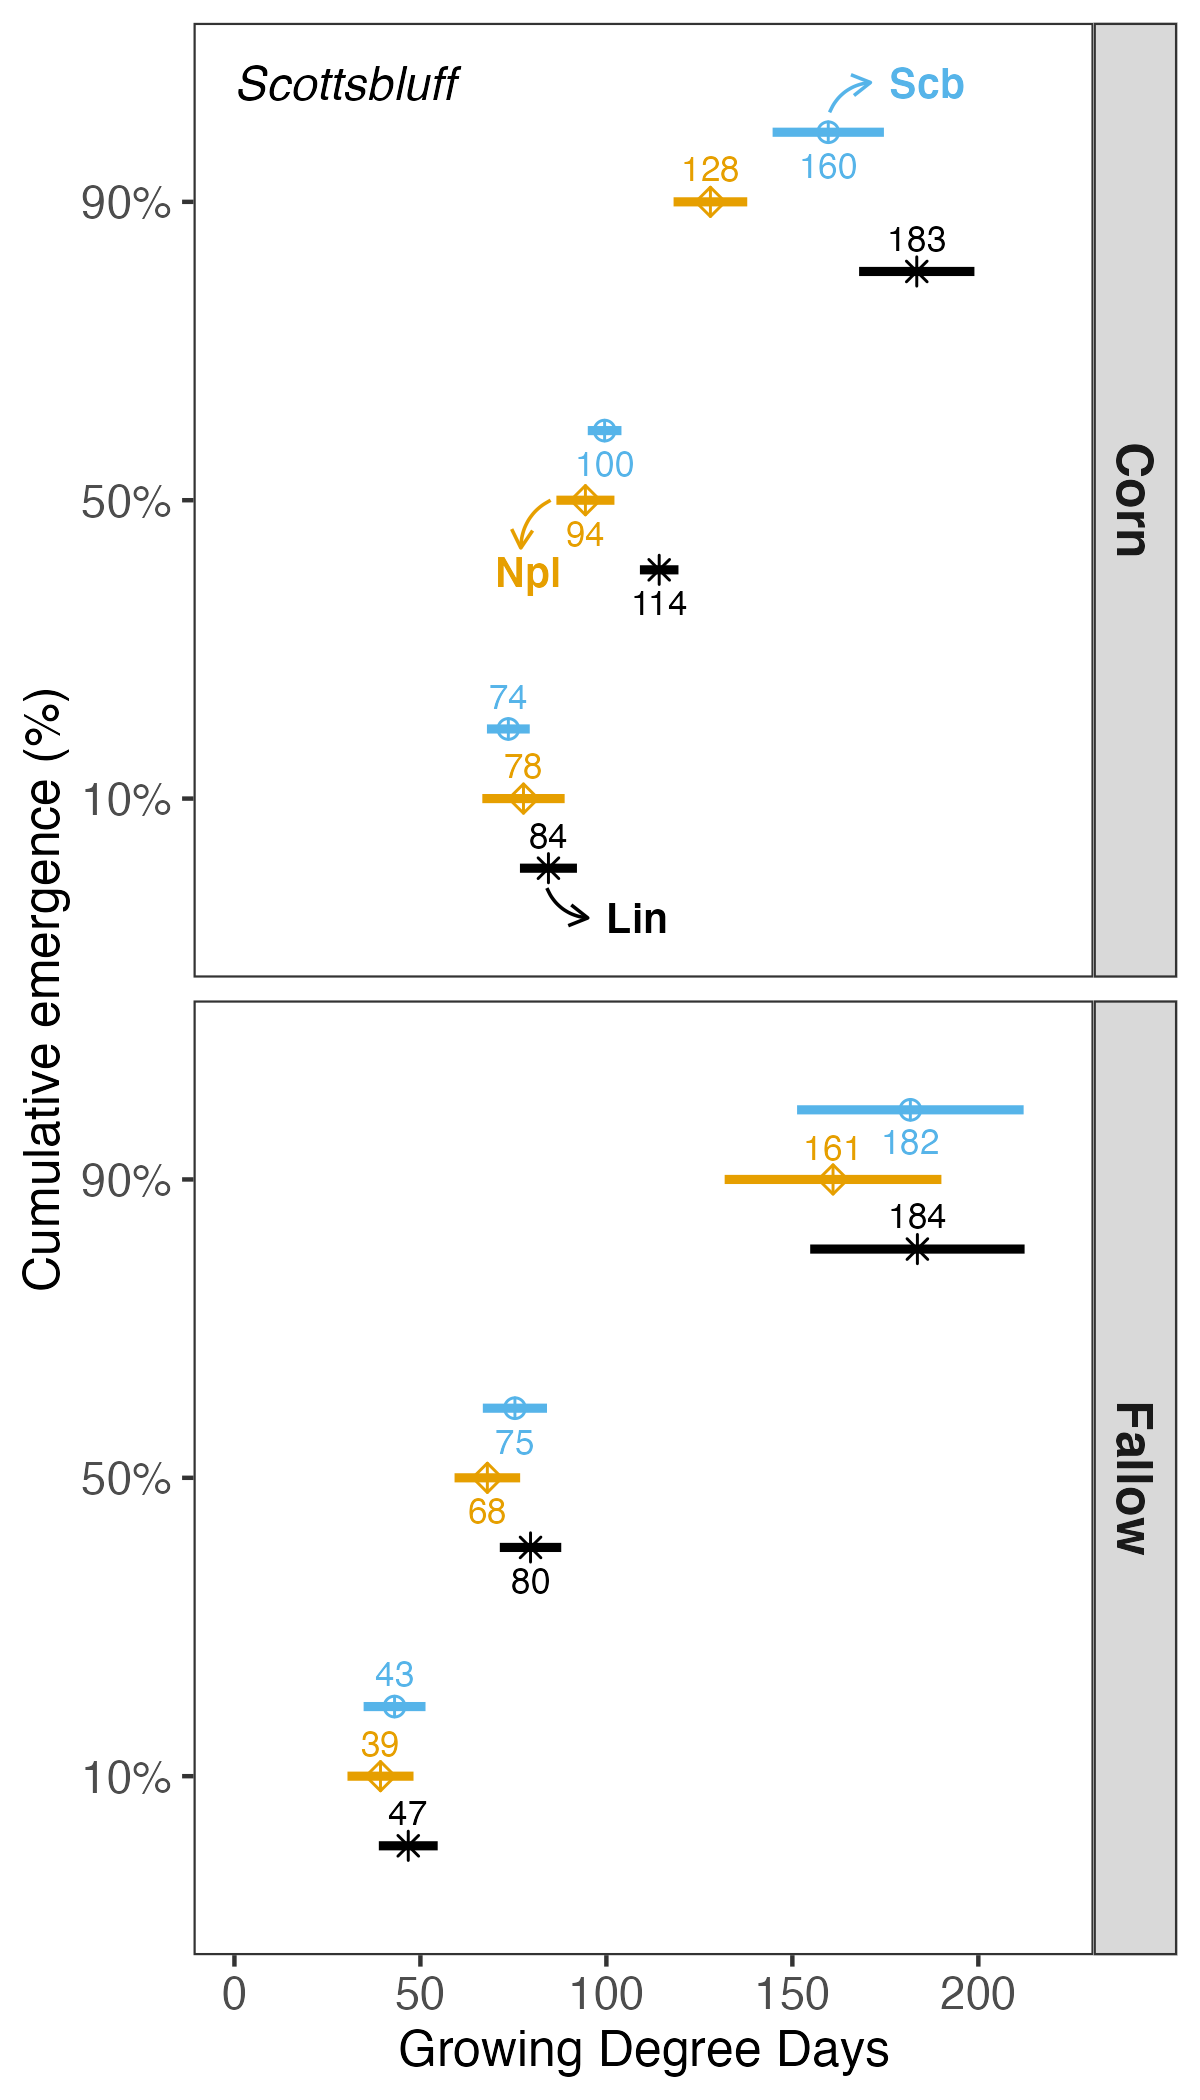 Scottsbluff
Scb
160
128
90%
183
100
50%
94
Npl
114
74
78
10%
84
Lin
Corn
Cumulative emergence (%)
182
161
90%
184
75
50%
68
80
43
39
10%
47
Fallow
0 50 100 150 200
Growing Degree Days